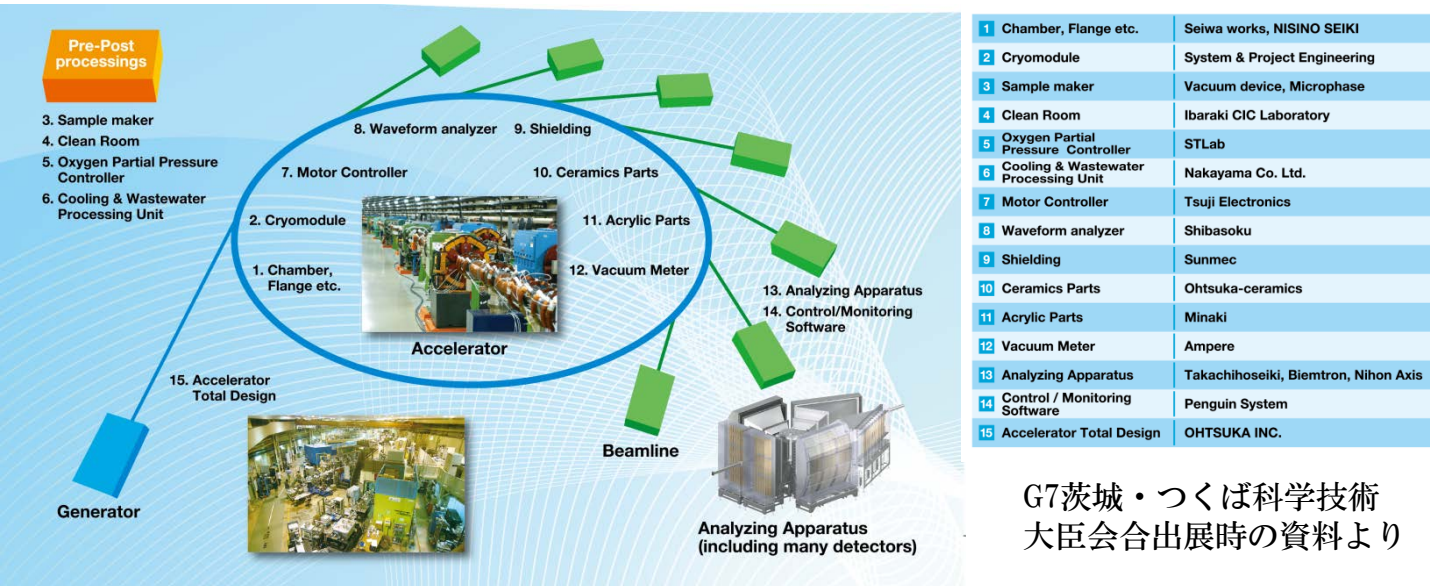 Pre-Post
processings
3. Sample maker
4. Clean Room
5. Oxygen Partial Pressure
Controller
6. Cooling & Wastewater
Processing Unit
8. Waveform analyzer
9. Shielding
7. Motor Controller
10. Ceramics Parts
2. Cryomodule
11. Acrylic Parts
1. Chamber,
Flange etc.
12. Vacuum Meter
Accelerator
13. Analyzing Apparatus
14. Control/Monitoring
Software
15. Accelerator
Total Design
Generator
Beamline
Analyzing Apparatus
(including many detectors)
1 Chamber, Flange etc. Seiwa works, NISINO SEIKI
2 Cryomodule System & Project Engineering
3 Sample maker Vacuum device, Microphase
4 Clean Room Ibaraki CIC Laboratory
5 Oxygen Partial
Pressure Controller STLab
6 Cooling & Wastewater
Processing Unit Nakayama Co. Ltd.
7 Motor Controller Tsuji Electronics
8 Waveform analyzer Shibasoku
9 Shielding Sunmec
10 Ceramics Parts Ohtsuka-ceramics
11 Acrylic Parts Minaki
12 Vacuum Meter Ampere
13 Analyzing Apparatus Takachihoseiki, Biemtron, Nihon Axis
14 Control / Monitoring
Software Penguin System
15 Accelerator Total Design OHTSUKA INC.
G7茨城・つくば科学技術
大臣会合出展時の資料より